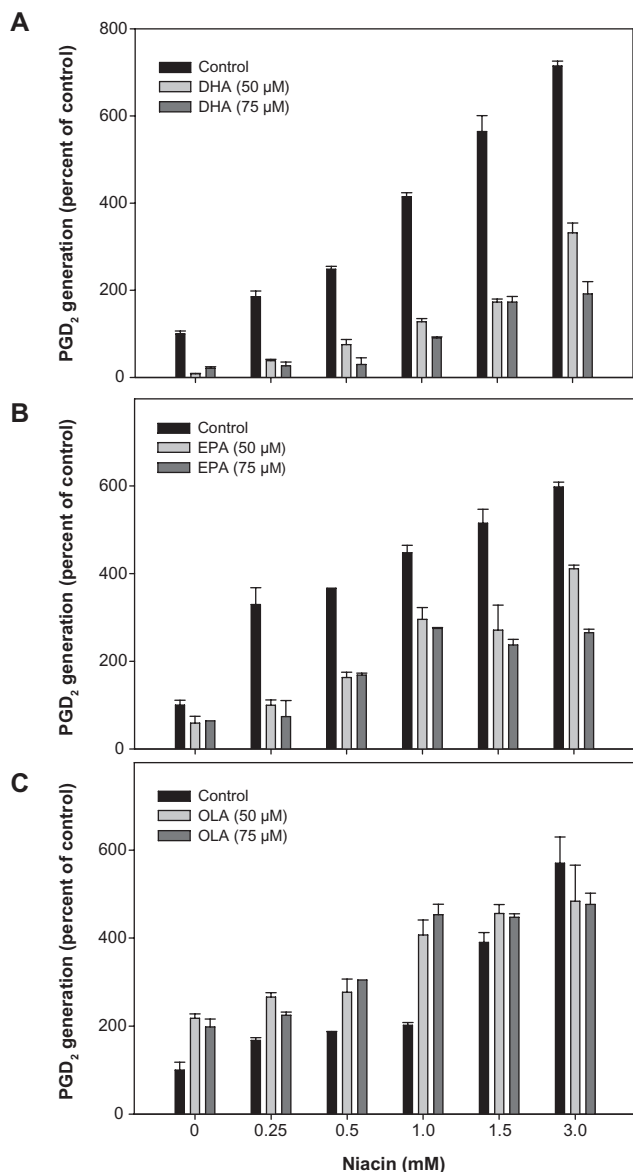 A
PGD₂ generation (percent of control)
800
600
400
200
0
Control
DHA (50 µM)
DHA (75 µM)
B
PGD₂ generation (percent of control)
600
400
200
0
Control
EPA (50 µM)
EPA (75 µM)
C
PGD₂ generation (percent of control)
600
400
200
0
Control
OLA (50 µM)
OLA (75 µM)
0 0.25 0.5 1.0 1.5 3.0
Niacin (mM)